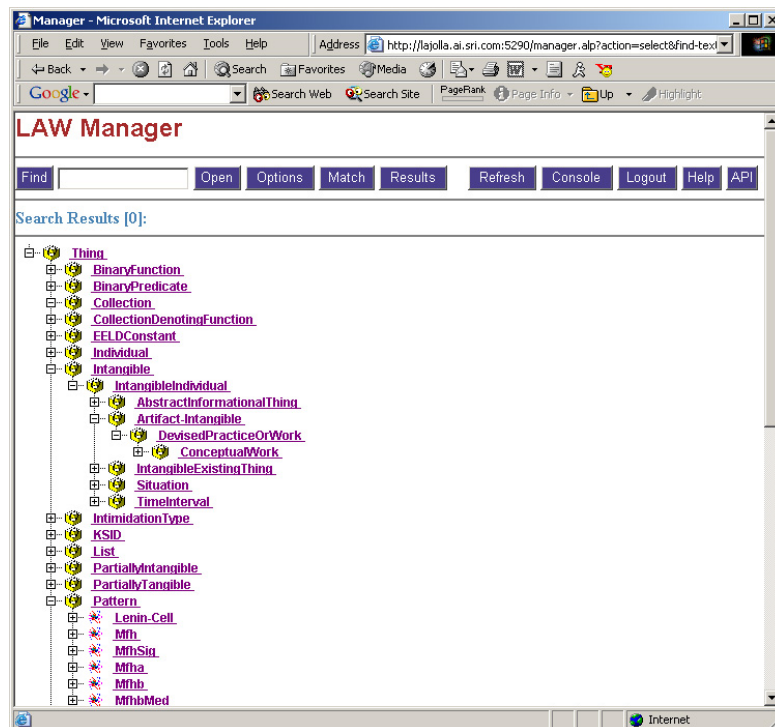 Manager - Microsoft Internet Explorer
File Edit View Favorites Tools Help Address http://lajolla.ai.sri.com:5290/manager.alp?action=select&find-tex
Back Search Favorites Media
Google Search Web Search Site PageRank Page Info Up Highlight
LAW Manager
Find Open Options Match Results Refresh Console Logout Help API
Search Results [0]:
Thing
BinaryFunction
BinaryPredicate
Collection
CollectionDenotingFunction
EELDConstant
Individual
Intangible
IntangibleIndividual
AbstractInformationalThing
Artifact-Intangible
DevisedPracticeOrWork
ConceptualWork
IntangibleExistingThing
Situation
TimeInterval
IntimidationType
KSID
List
PartiallyIntangible
PartiallyTangible
Pattern
Lenin-Cell
Mfh
MfhSig
Mfha
Mfhb
MfhbMed
Internet